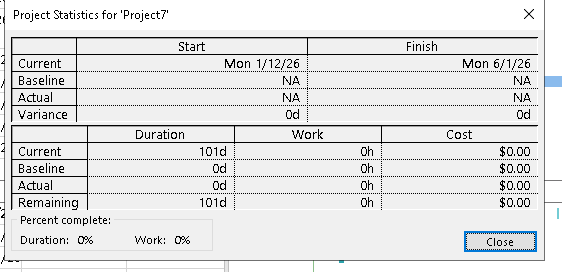 Project Statistics for 'Project7'
Start Finish
Current Mon 1/12/26 Mon 6/1/26
Baseline NA NA
Actual NA NA
Variance 0d 0d
Duration Work Cost
Current 101d 0h $0.00
Baseline 0d 0h $0.00
Actual 0d 0h $0.00
Remaining 101d 0h $0.00
Percent complete:
Duration: 0% Work: 0%
Close